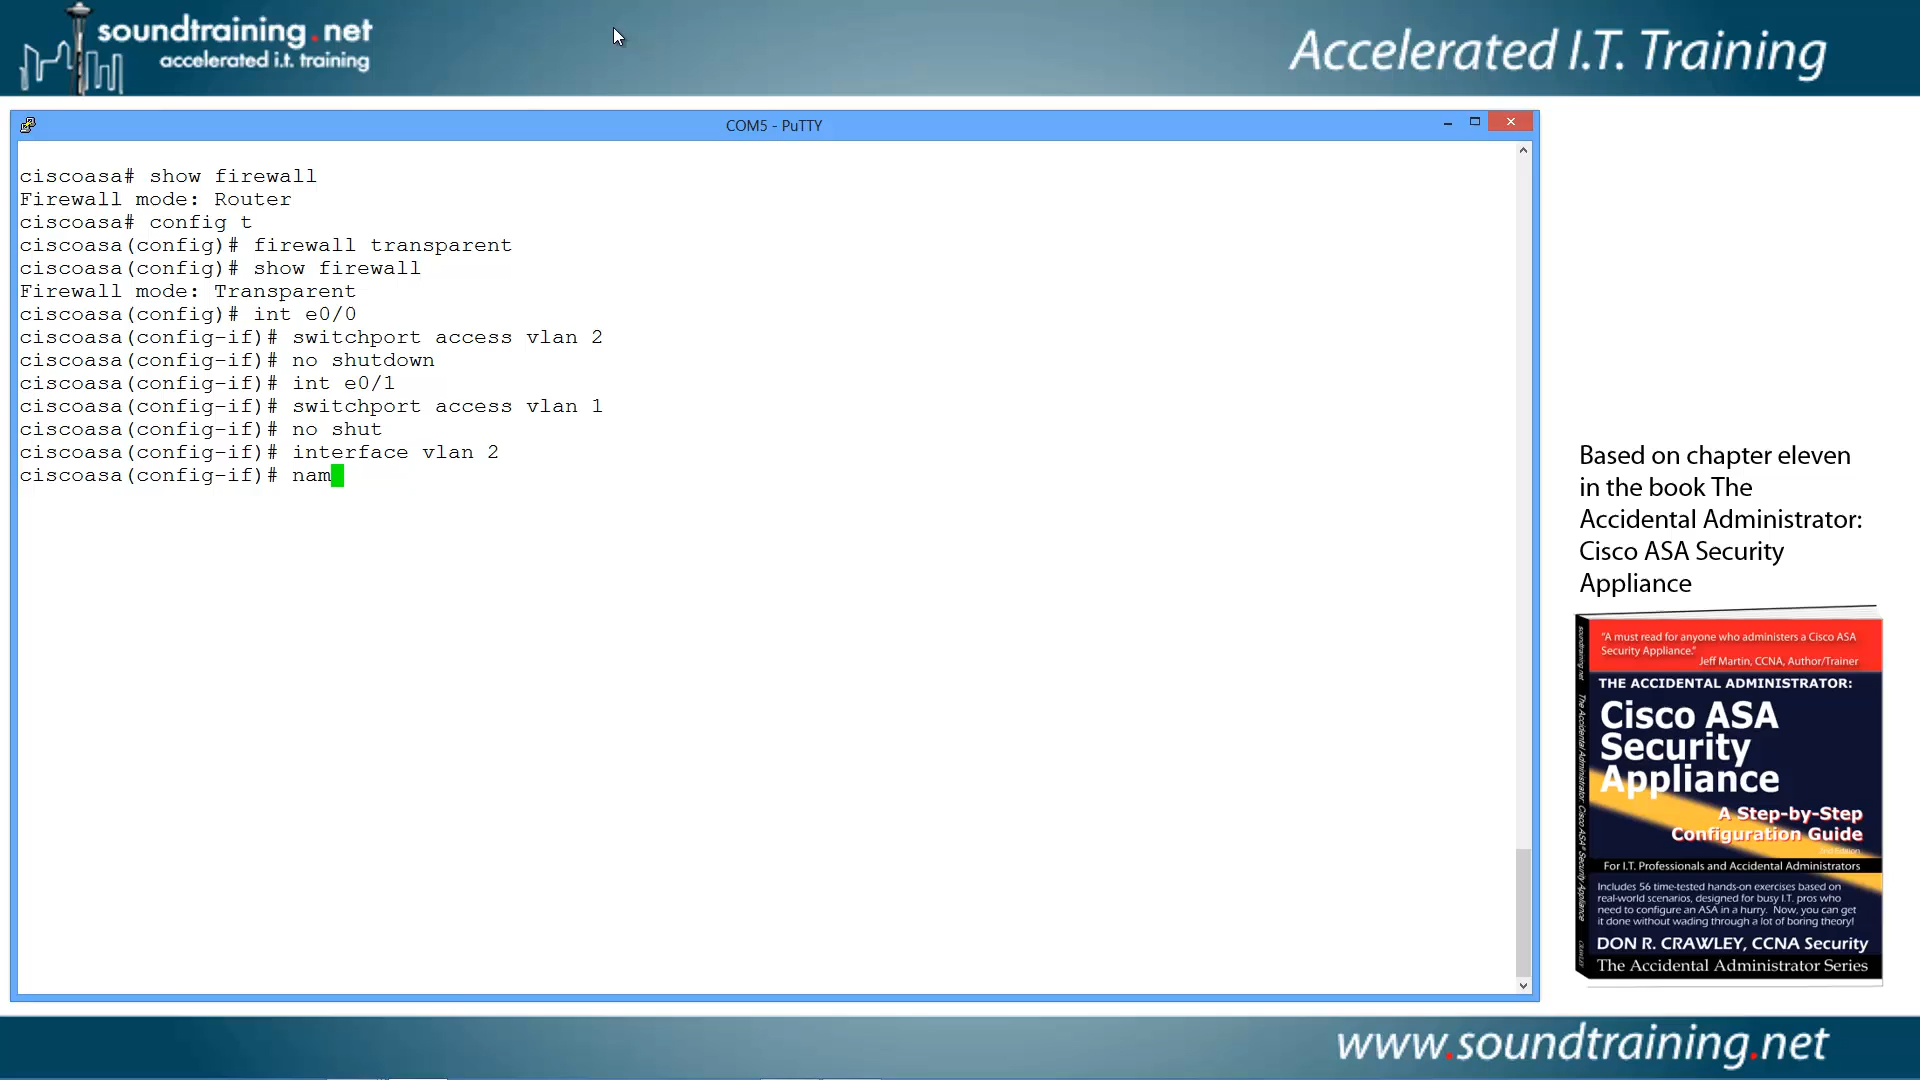 soundtraining.net
accelerated i.t. training
Accelerated I.T. Training
COM5 - PuTTY
ciscoasa# show firewall
Firewall mode: Router
ciscoasa# config t
ciscoasa(config)# firewall transparent
ciscoasa(config)# show firewall
Firewall mode: Transparent
ciscoasa(config)# int e0/0
ciscoasa(config-if)# switchport access vlan 2
ciscoasa(config-if)# no shutdown
ciscoasa(config-if)# int e0/1
ciscoasa(config-if)# switchport access vlan 1
ciscoasa(config-if)# no shut
ciscoasa(config-if)# interface vlan 2
ciscoasa(config-if)# nam
Based on chapter eleven
in the book The
Accidental Administrator:
Cisco ASA Security
Appliance
"A must read for anyone who administers a Cisco ASA
Security Appliance."
Jeff Martin, CCNA, Author/Trainer
THE ACCIDENTAL ADMINISTRATOR:
Cisco ASA
Security
Appliance
A Step-by-Step
Configuration Guide
2nd Edition
For I.T. Professionals and Accidental Administrators
Includes 56 time-tested hands-on exercises based on
real-world scenarios, designed for busy I.T. pros who
need to configure an ASA in a hurry. Now, you can get
it done without wading through a lot of boring theory!
DON R. CRAWLEY, CCNA Security
The Accidental Administrator Series
www.soundtraining.net